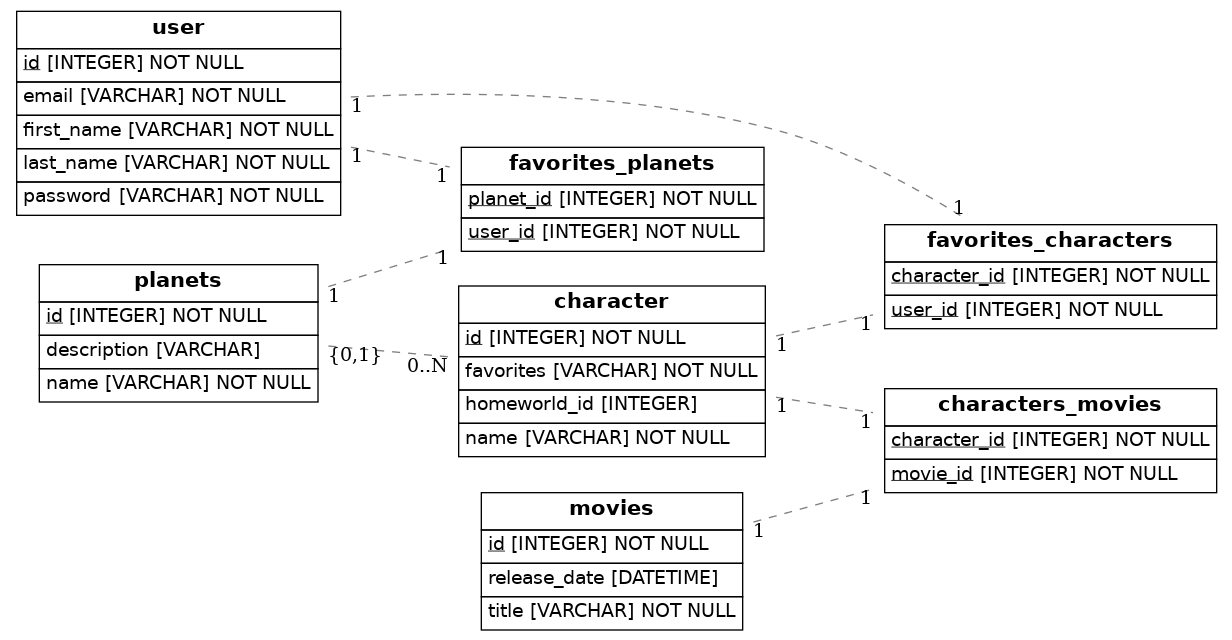 user
id [INTEGER] NOT NULL
email [VARCHAR] NOT NULL
first_name [VARCHAR] NOT NULL
last_name [VARCHAR] NOT NULL
password [VARCHAR] NOT NULL
1
1
favorites_planets
planet_id [INTEGER] NOT NULL
user_id [INTEGER] NOT NULL
1
1
1
favorites_characters
character_id [INTEGER] NOT NULL
user_id [INTEGER] NOT NULL
1
planets
id [INTEGER] NOT NULL
description [VARCHAR]
name [VARCHAR] NOT NULL
1
{0,1}
0..N
character
id [INTEGER] NOT NULL
favorites [VARCHAR] NOT NULL
homeworld_id [INTEGER]
name [VARCHAR] NOT NULL
1
1
characters_movies
character_id [INTEGER] NOT NULL
movie_id [INTEGER] NOT NULL
1
1
movies
id [INTEGER] NOT NULL
release_date [DATETIME]
title [VARCHAR] NOT NULL
1